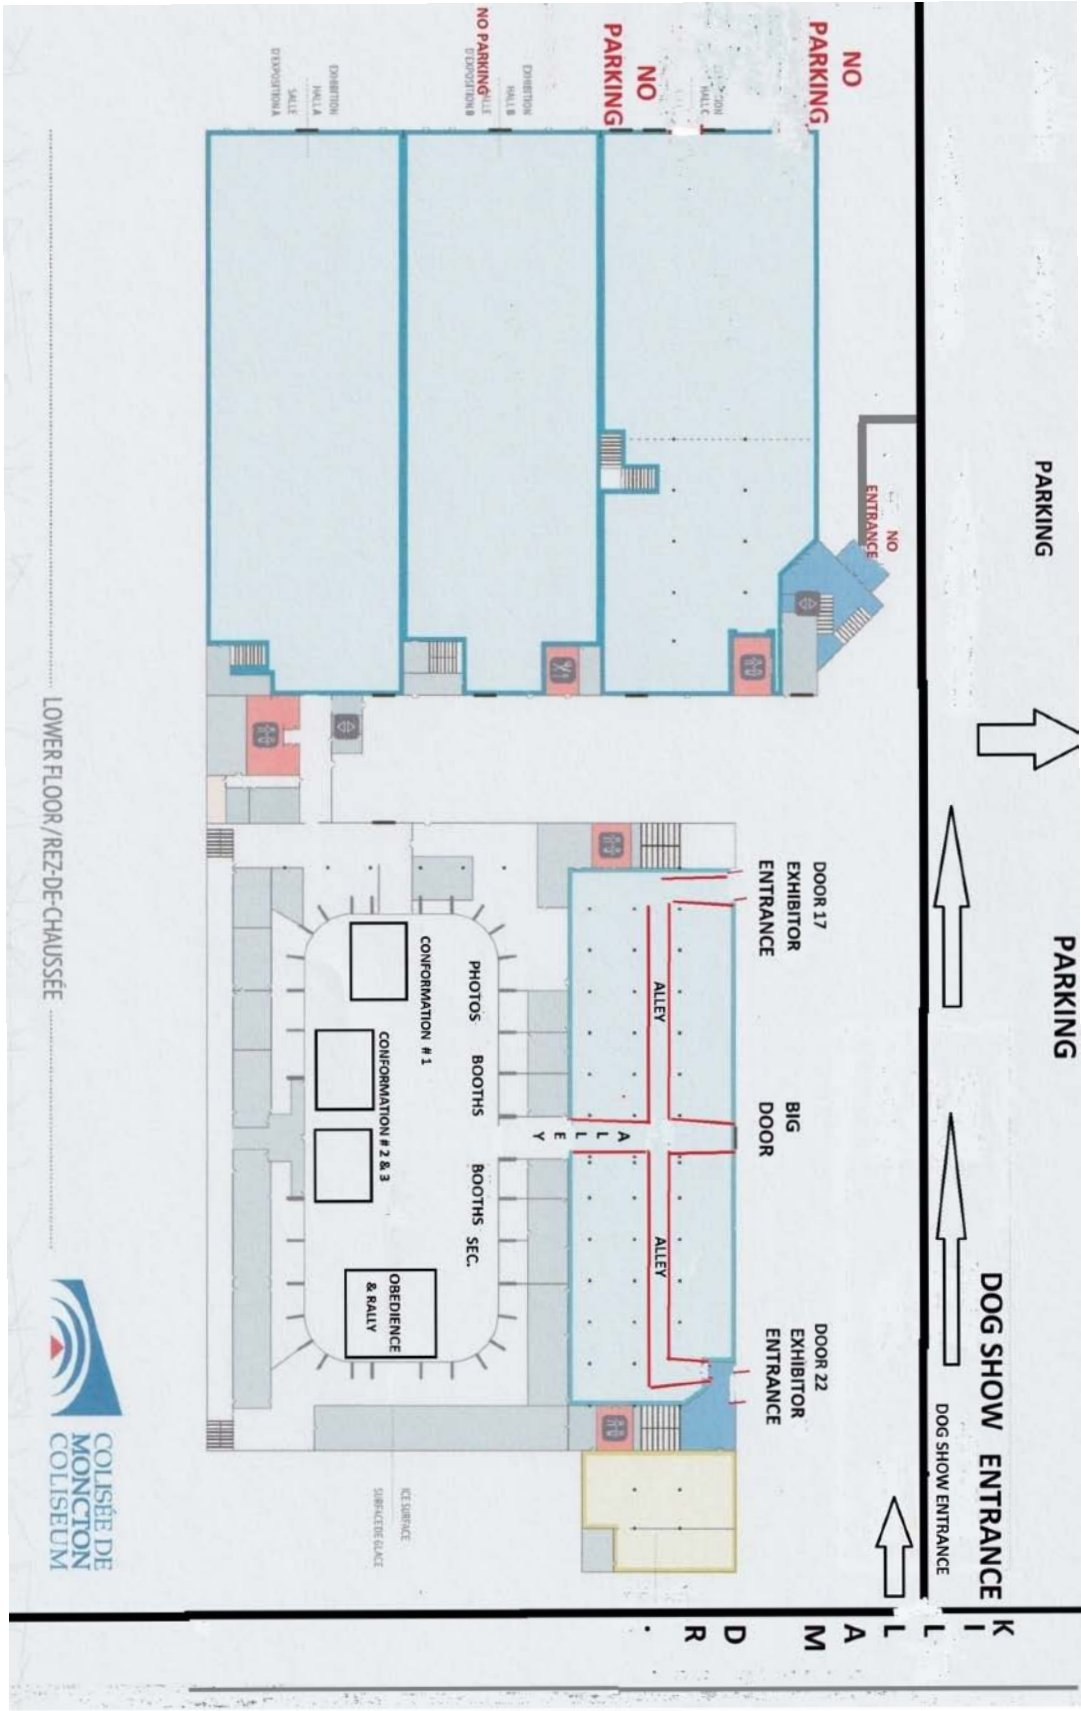 NO
PARKING
NO
PARKING
NO PARKING
EXHIBITION
HALL A
SALLE
D'EXPOSITION A
EXHIBITION
HALL B
D'EXPOSITION B
HALL C
NO
ENTRANCE
PARKING
PARKING
DOG SHOW ENTRANCE
DOG SHOW ENTRANCE
KILLAM DR.
DOOR 17
EXHIBITOR
ENTRANCE
BIG
DOOR
DOOR 22
EXHIBITOR
ENTRANCE
ALLEY
ALLEY
ALLEY
PHOTOS BOOTHS BOOTHS SEC.
CONFORMATION # 1
CONFORMATION # 2 & 3
OBEDIENCE
& RALLY
ICE SURFACE
SURFACE DE GLACE
LOWER FLOOR / REZ-DE-CHAUSSÉE
COLISÉE DE
MONCTON
COLISEUM